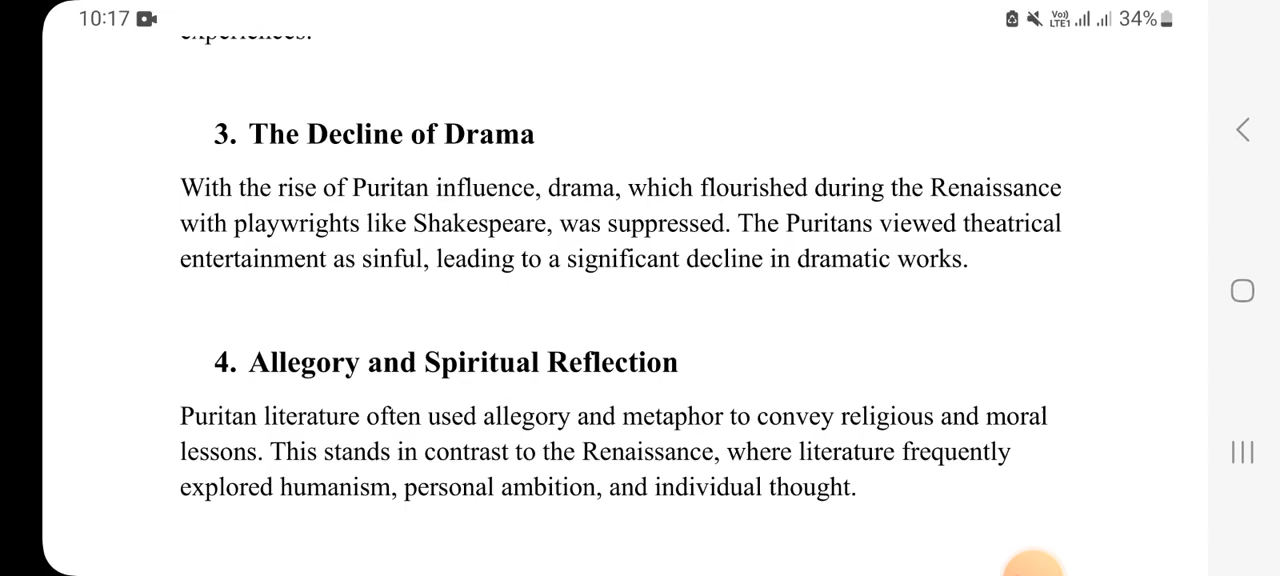 10:17
Vo))
LTE1
34%
experiences.
3. The Decline of Drama
With the rise of Puritan influence, drama, which flourished during the Renaissance
with playwrights like Shakespeare, was suppressed. The Puritans viewed theatrical
entertainment as sinful, leading to a significant decline in dramatic works.
4. Allegory and Spiritual Reflection
Puritan literature often used allegory and metaphor to convey religious and moral
lessons. This stands in contrast to the Renaissance, where literature frequently
explored humanism, personal ambition, and individual thought.